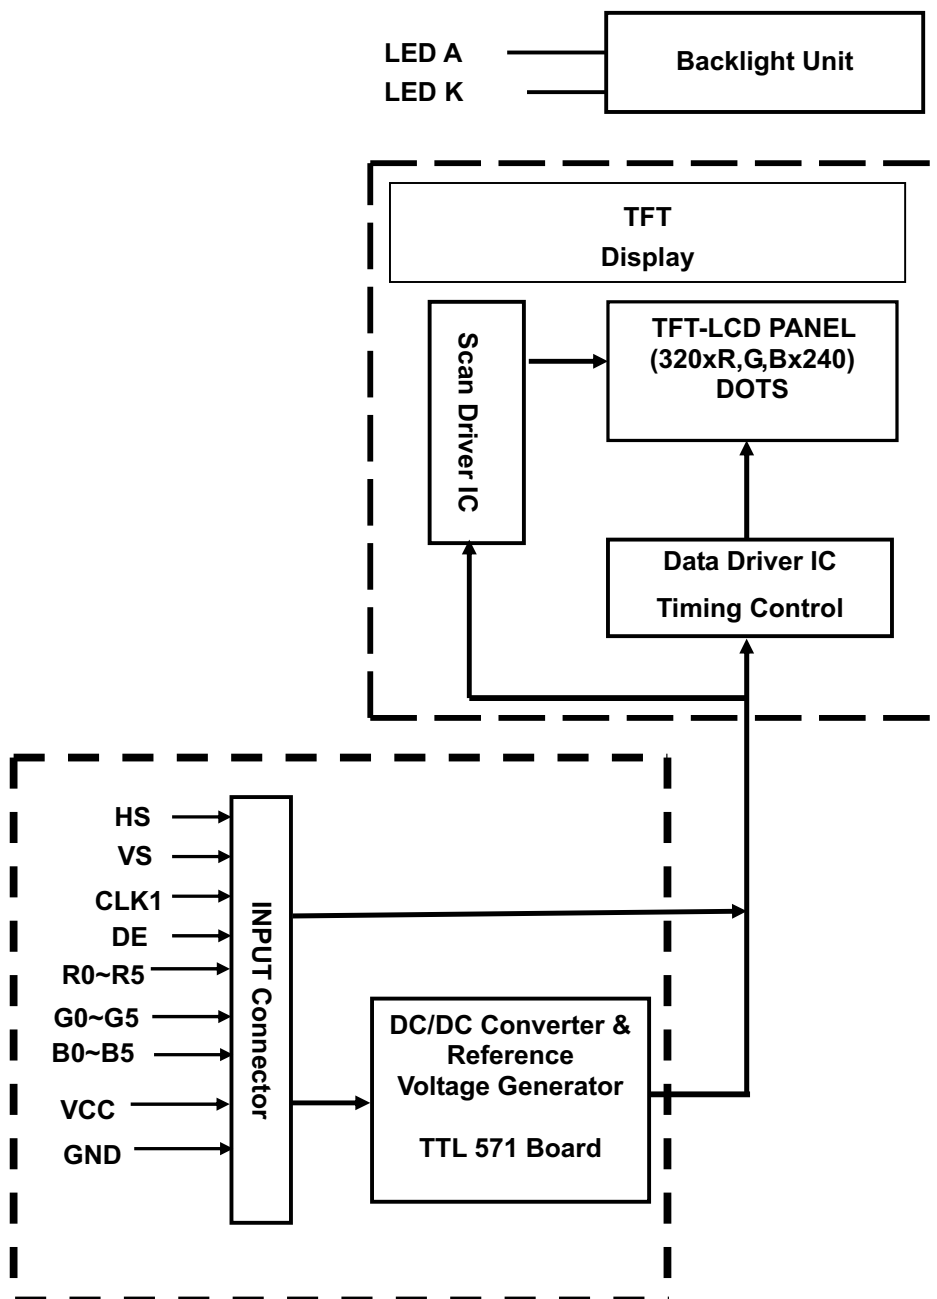 LED A
LED K
Backlight Unit
TFT
Display
Scan Driver IC
TFT-LCD PANEL
(320xR,G,Bx240)
DOTS
Data Driver IC
Timing Control
HS
VS
CLK1
DE
R0~R5
G0~G5
B0~B5
VCC
GND
INPUT Connector
DC/DC Converter &
Reference
Voltage Generator
TTL 571 Board